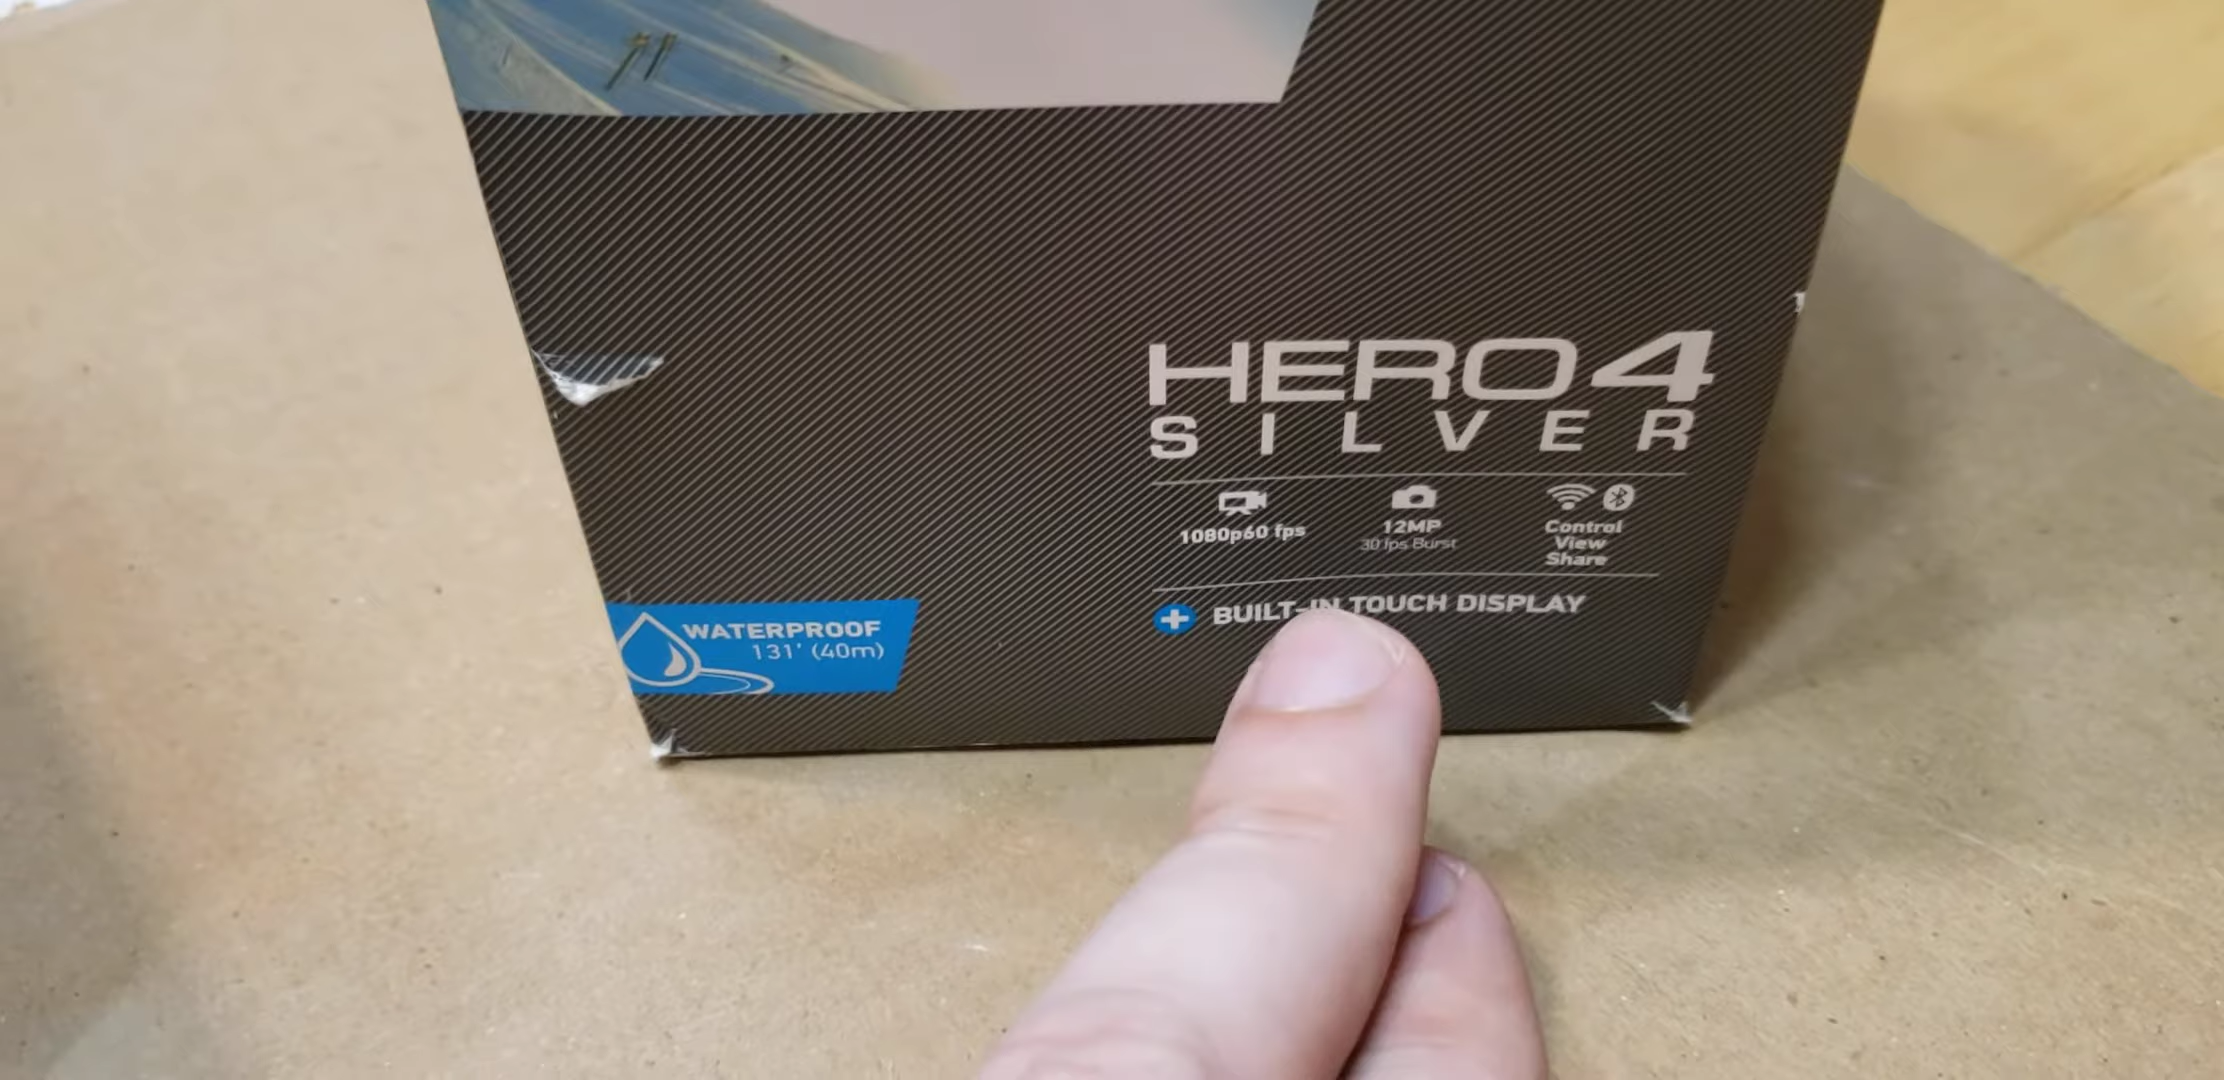 HERO4
SILVER
1080p60 fps
12MP
30 fps Burst
Control
View
Share
BUILT-IN TOUCH DISPLAY
WATERPROOF
131' (40m)